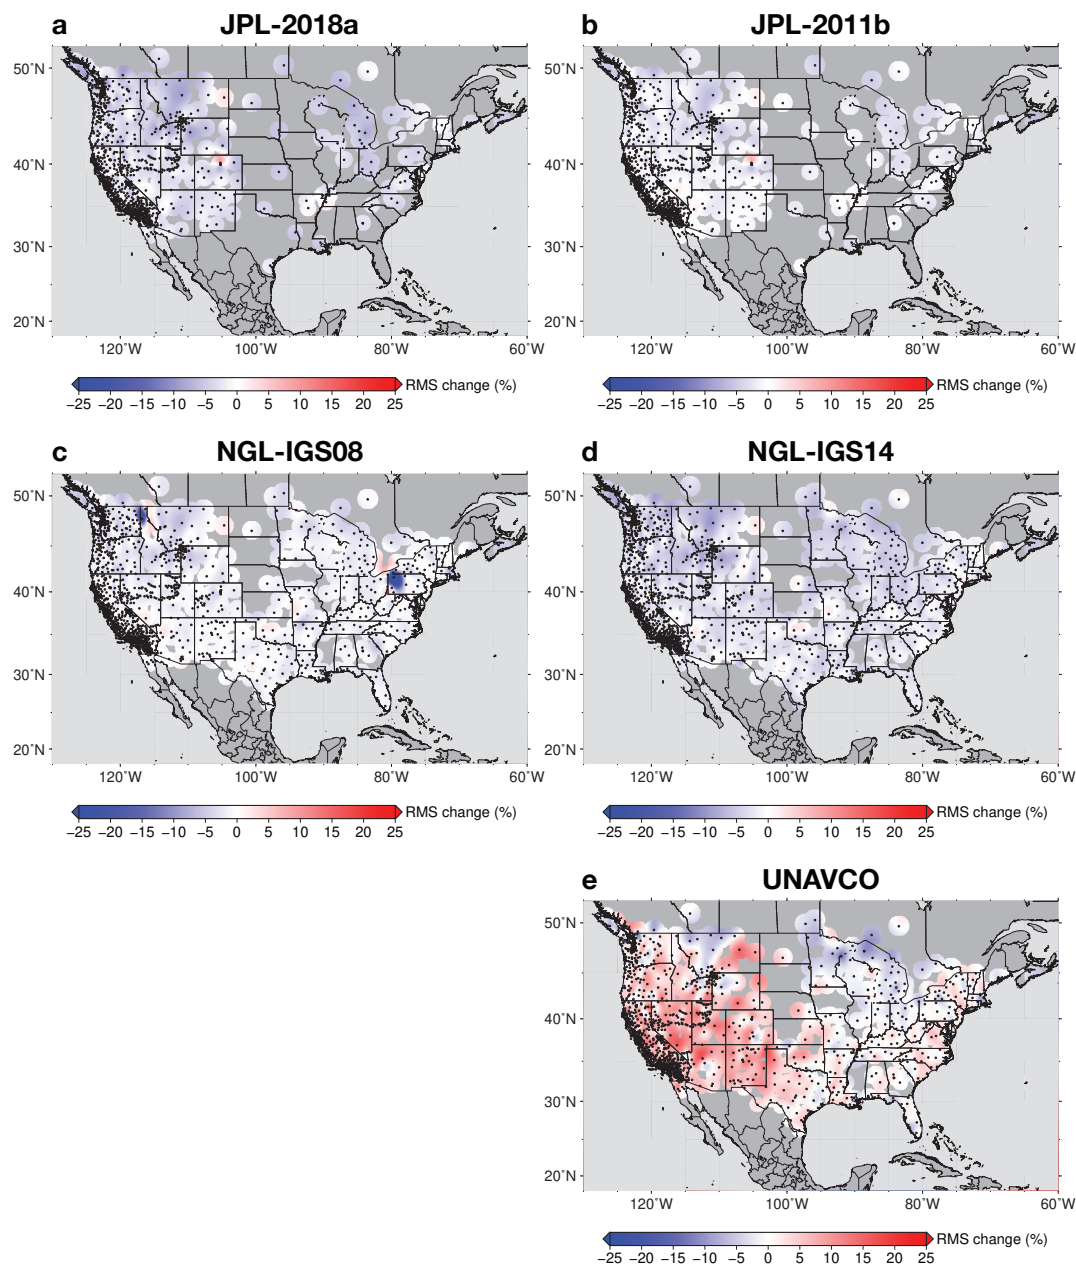 a JPL-2018a
b JPL-2011b
50˚N
40˚N
30˚N
20˚N
120˚W 100˚W 80˚W 60˚W
50˚N
40˚N
30˚N
20˚N
120˚W 100˚W 80˚W 60˚W
RMS change (%)
−25 −20 −15 −10 −5 0 5 10 15 20 25
RMS change (%)
−25 −20 −15 −10 −5 0 5 10 15 20 25
c NGL-IGS08
d NGL-IGS14
50˚N
40˚N
30˚N
20˚N
120˚W 100˚W 80˚W 60˚W
50˚N
40˚N
30˚N
20˚N
120˚W 100˚W 80˚W 60˚W
RMS change (%)
−25 −20 −15 −10 −5 0 5 10 15 20 25
RMS change (%)
−25 −20 −15 −10 −5 0 5 10 15 20 25
e UNAVCO
50˚N
40˚N
30˚N
20˚N
120˚W 100˚W 80˚W 60˚W
RMS change (%)
−25 −20 −15 −10 −5 0 5 10 15 20 25